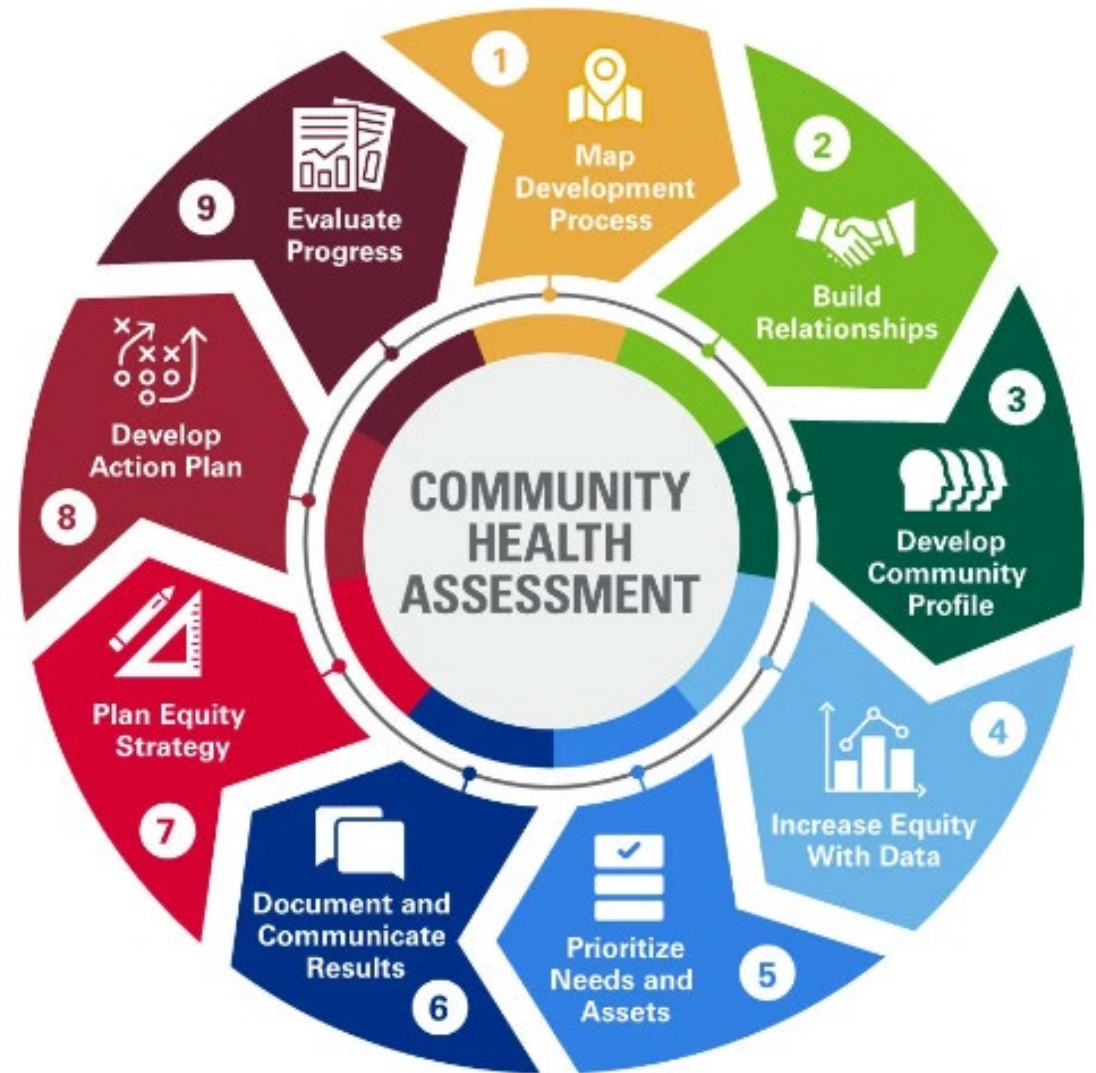 COMMUNITY
HEALTH
ASSESSMENT
1
Map
Development
Process
2
Build
Relationships
3
Develop
Community
Profile
4
Increase Equity
With Data
5
Prioritize
Needs and
Assets
6
Document and
Communicate
Results
7
Plan Equity
Strategy
8
Develop
Action Plan
9
Evaluate
Progress